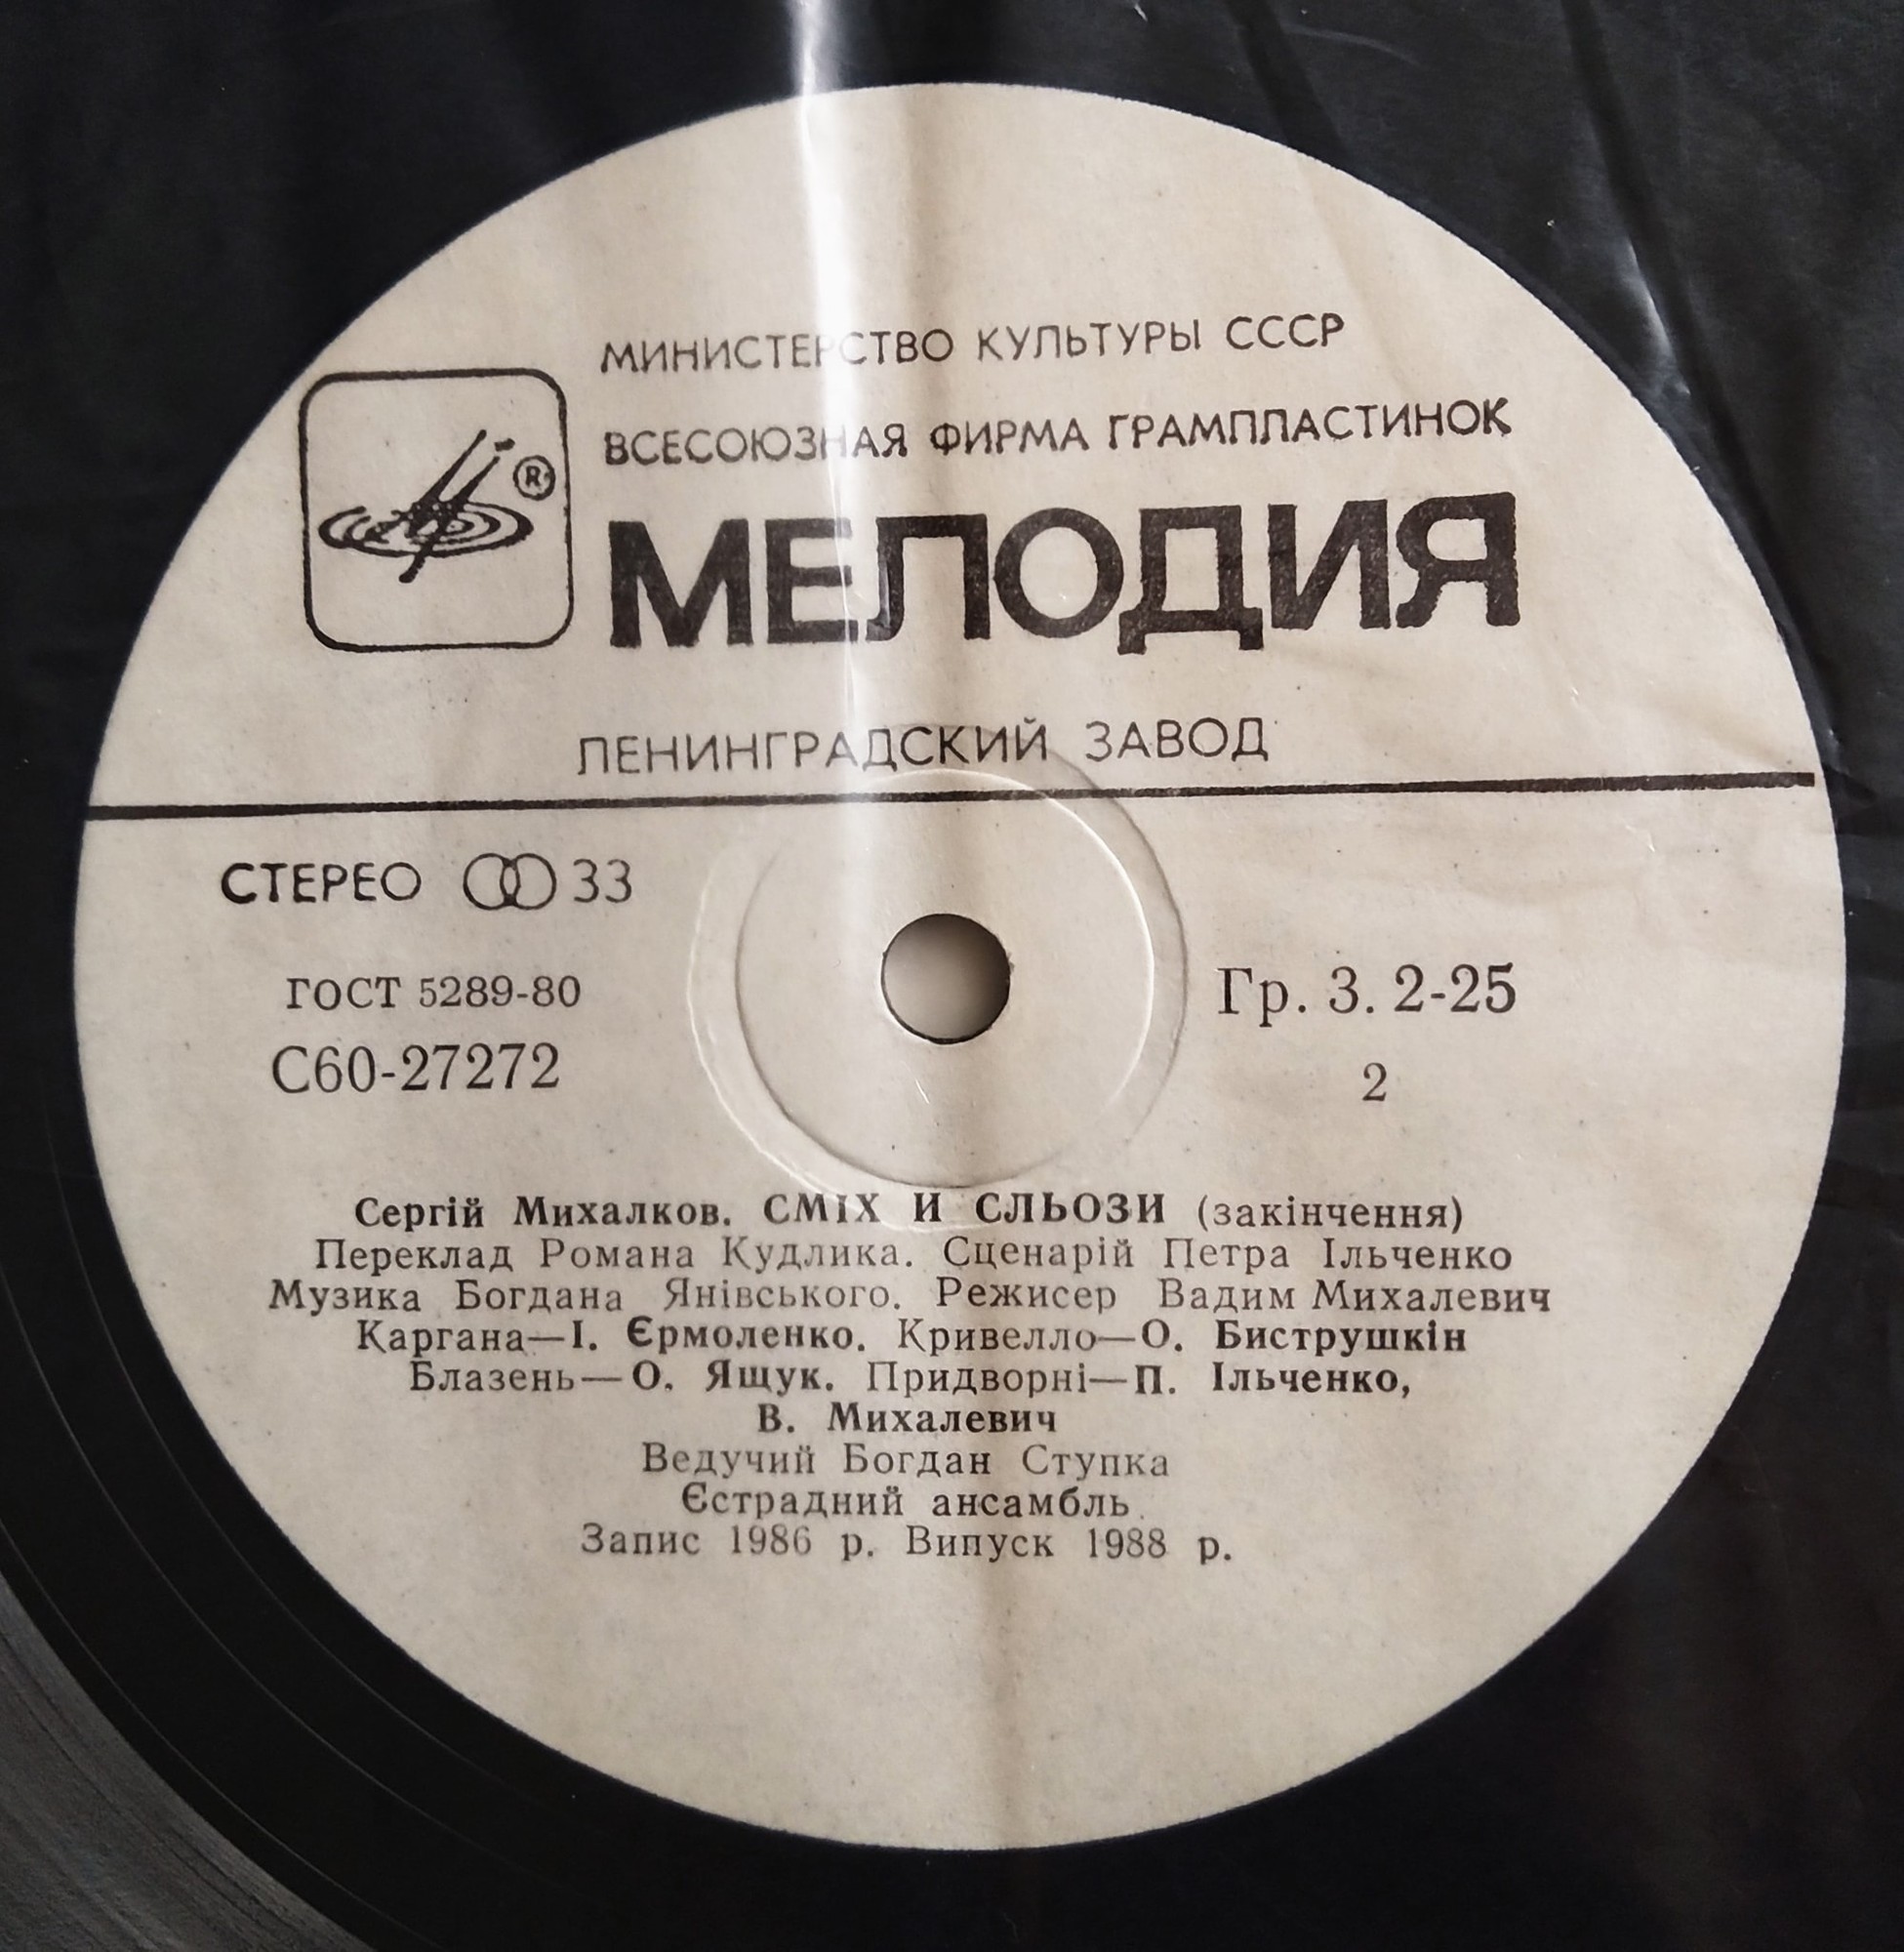 МИНИСТЕРСТВО КУЛЬТУРЫ СССР
ВСЕСОЮЗНАЯ ФИРМА ГРАМПЛАСТИНОК
®
МЕЛОДИЯ
ЛЕНИНГРАДСКИЙ ЗАВОД
СТЕРЕО 33
ГОСТ 5289-80
Гр. 3. 2-25
С60-27272
2
Сергій Михалков. СМІХ И СЛЬОЗИ (закінчення)
Переклад Романа Кудлика. Сценарій Петра Ільченко
Музика Богдана Янівського. Режисер Вадим Михалевич
Каргана—І. Єрмоленко. Кривелло—О. Биструшкін
Блазень—О. Ящук. Придворні—П. Ільченко,
В. Михалевич
Ведучий Богдан Ступка
Єстрадний ансамбль.
Запис 1986 р. Випуск 1988 р.